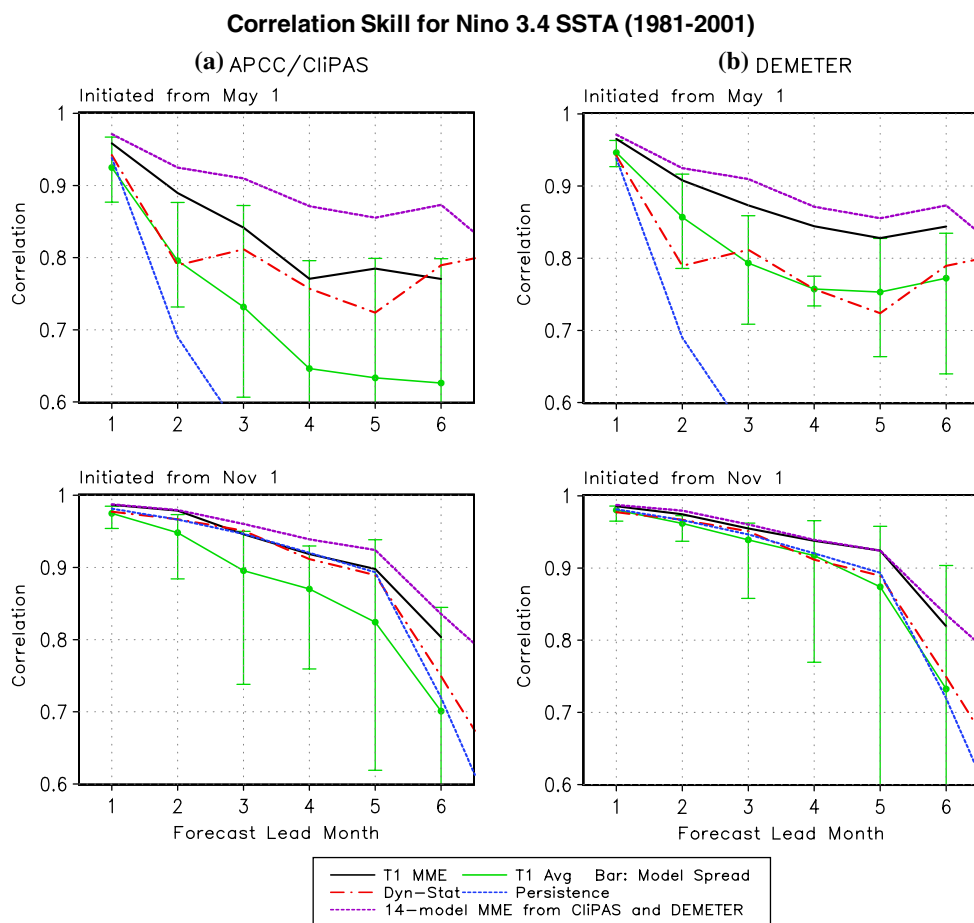 Correlation Skill for Nino 3.4 SSTA (1981-2001)
(a) APCC/CliPAS
(b) DEMETER
Initiated from May 1
1
0.9
0.8
0.7
0.6
Correlation
1 2 3 4 5 6
Initiated from May 1
1
0.9
0.8
0.7
0.6
Correlation
1 2 3 4 5 6
Initiated from Nov 1
1
0.9
0.8
0.7
0.6
Correlation
1 2 3 4 5 6
Forecast Lead Month
Initiated from Nov 1
1
0.9
0.8
0.7
0.6
Correlation
1 2 3 4 5 6
Forecast Lead Month
T1 MME T1 Avg Bar: Model Spread
Dyn-Stat Persistence
14-model MME from CliPAS and DEMETER